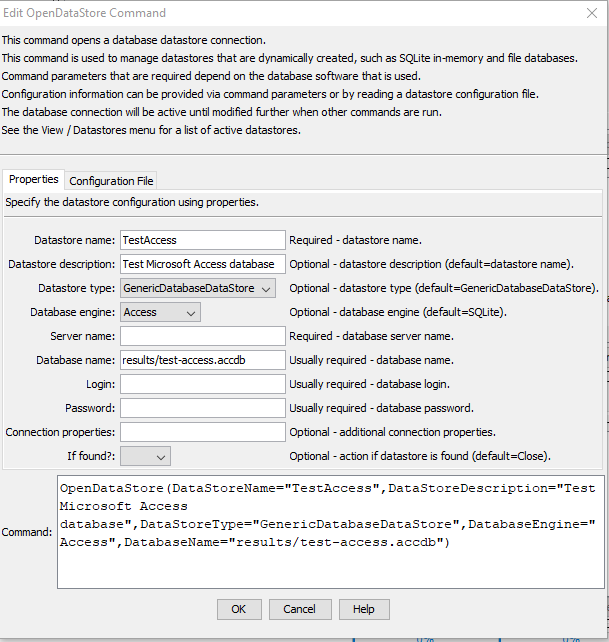 Edit OpenDataStore Command
This command opens a database datastore connection.
This command is used to manage datastores that are dynamically created, such as SQLite in-memory and file databases.
Command parameters that are required depend on the database software that is used.
Configuration information can be provided via command parameters or by reading a datastore configuration file.
The database connection will be active until modified further when other commands are run.
See the View / Datastores menu for a list of active datastores.
Properties Configuration File
Specify the datastore configuration using properties.
Datastore name: TestAccess Required - datastore name.
Datastore description: Test Microsoft Access database Optional - datastore description (default=datastore name).
Datastore type: GenericDatabaseDataStore Optional - datastore type (default=GenericDatabaseDataStore).
Database engine: Access Optional - database engine (default=SQLite).
Server name: Required - database server name.
Database name: results/test-access.accdb Usually required - database name.
Login: Usually required - database login.
Password: Usually required - database password.
Connection properties: Optional - additional connection properties.
If found?: Optional - action if datastore is found (default=Close).
OpenDataStore(DataStoreName="TestAccess",DataStoreDescription="Test
Microsoft Access
Command: database",DataStoreType="GenericDatabaseDataStore",DatabaseEngine="
Access",DatabaseName="results/test-access.accdb")
OK Cancel Help